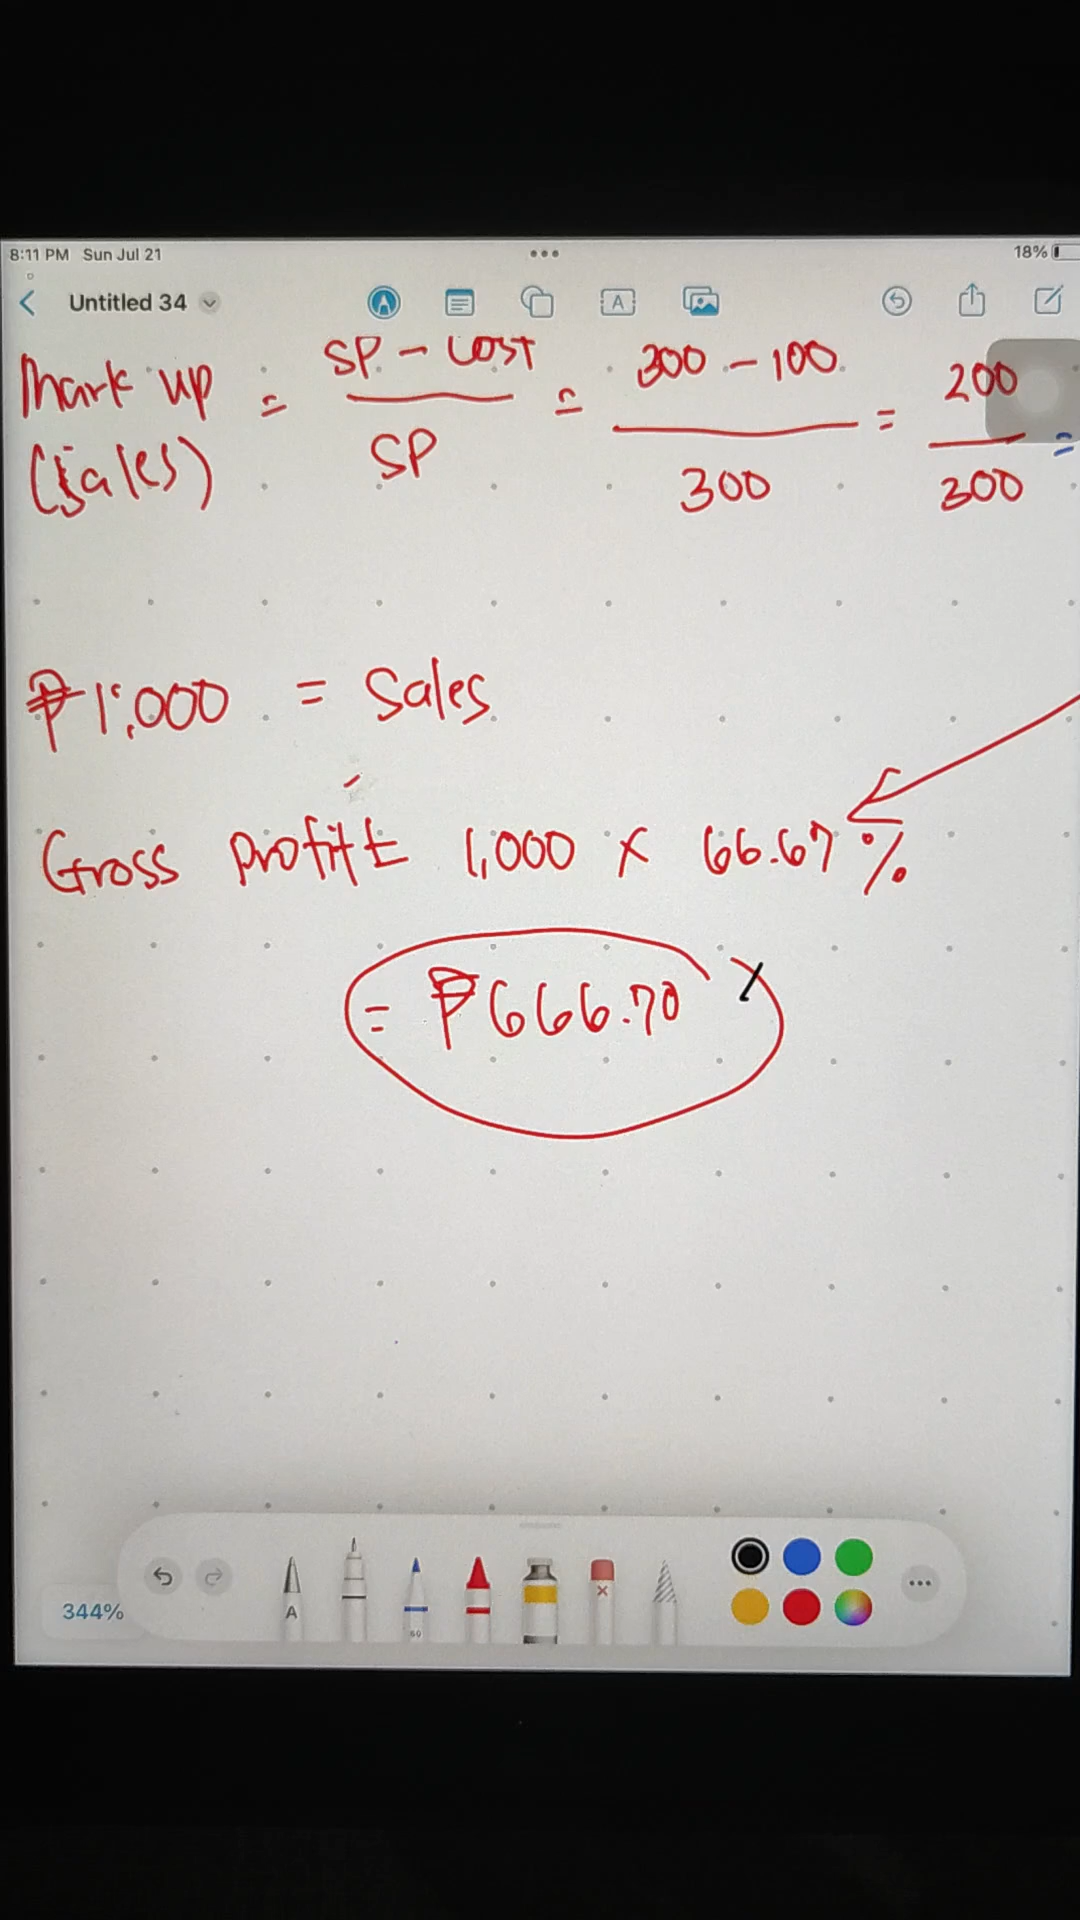 8:11 PM Sun Jul 21 18%
Untitled 34
Mark up (sales) = SP - Cost / SP = 300 - 100 / 300 = 200 / 300 =
₱1,000 = Sales
Gross profit 1,000 x 66.67%
= ₱666.70
344%